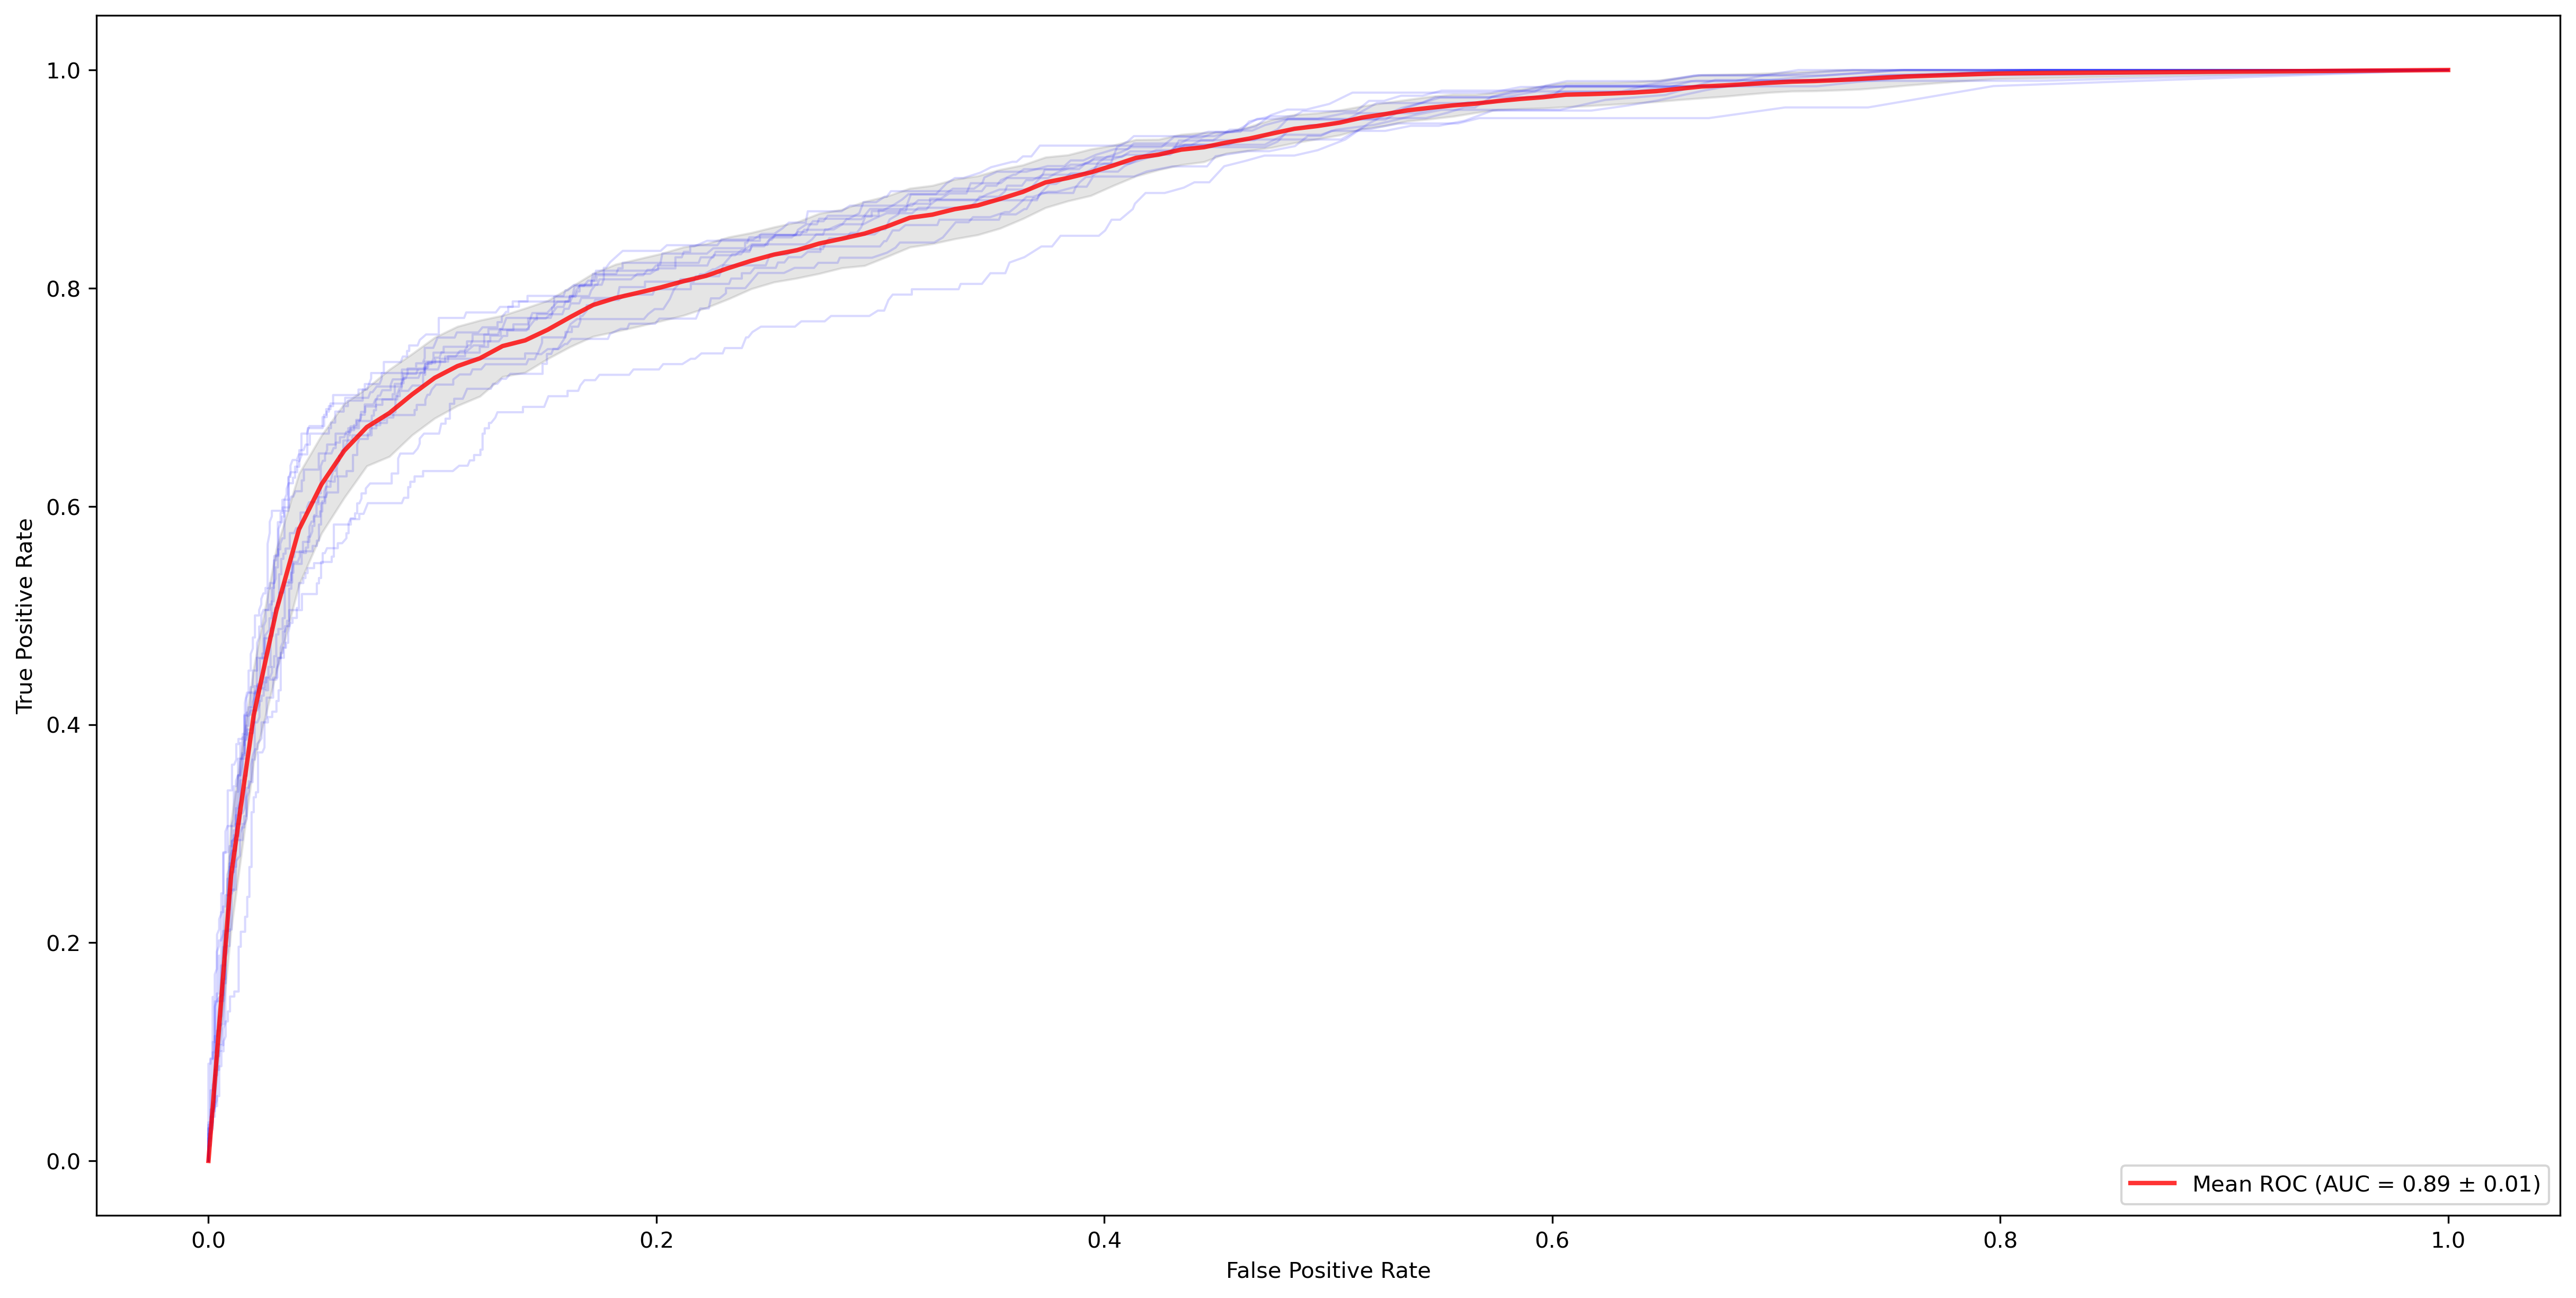 1.0
0.8
0.6
0.4
0.2
0.0
True Positive Rate
Mean ROC (AUC = 0.89 ± 0.01)
0.0 0.2 0.4 0.6 0.8 1.0
False Positive Rate